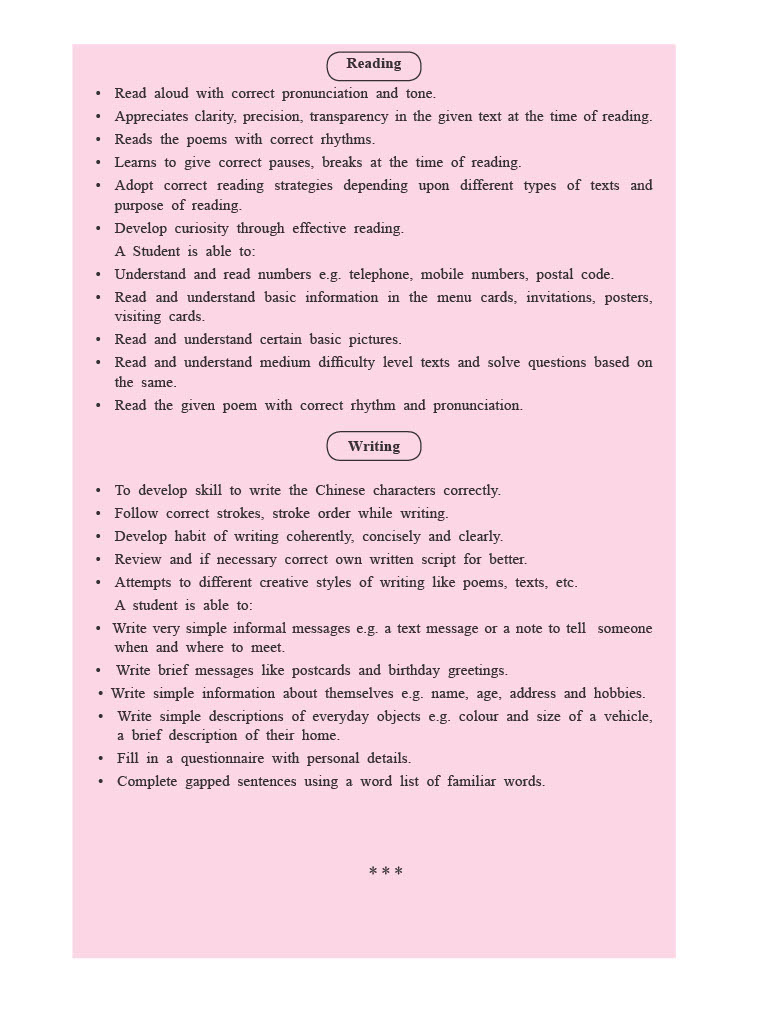 Reading
• Read aloud with correct pronunciation and tone.
• Appreciates clarity, precision, transparency in the given text at the time of reading.
• Reads the poems with correct rhythms.
• Learns to give correct pauses, breaks at the time of reading.
• Adopt correct reading strategies depending upon different types of texts and
purpose of reading.
• Develop curiosity through effective reading.
A Student is able to:
• Understand and read numbers e.g. telephone, mobile numbers, postal code.
• Read and understand basic information in the menu cards, invitations, posters,
visiting cards.
• Read and understand certain basic pictures.
• Read and understand medium difficulty level texts and solve questions based on
the same.
• Read the given poem with correct rhythm and pronunciation.
Writing
• To develop skill to write the Chinese characters correctly.
• Follow correct strokes, stroke order while writing.
• Develop habit of writing coherently, concisely and clearly.
• Review and if necessary correct own written script for better.
• Attempts to different creative styles of writing like poems, texts, etc.
A student is able to:
• Write very simple informal messages e.g. a text message or a note to tell someone
when and where to meet.
• Write brief messages like postcards and birthday greetings.
• Write simple information about themselves e.g. name, age, address and hobbies.
• Write simple descriptions of everyday objects e.g. colour and size of a vehicle,
a brief description of their home.
• Fill in a questionnaire with personal details.
• Complete gapped sentences using a word list of familiar words.
* * *